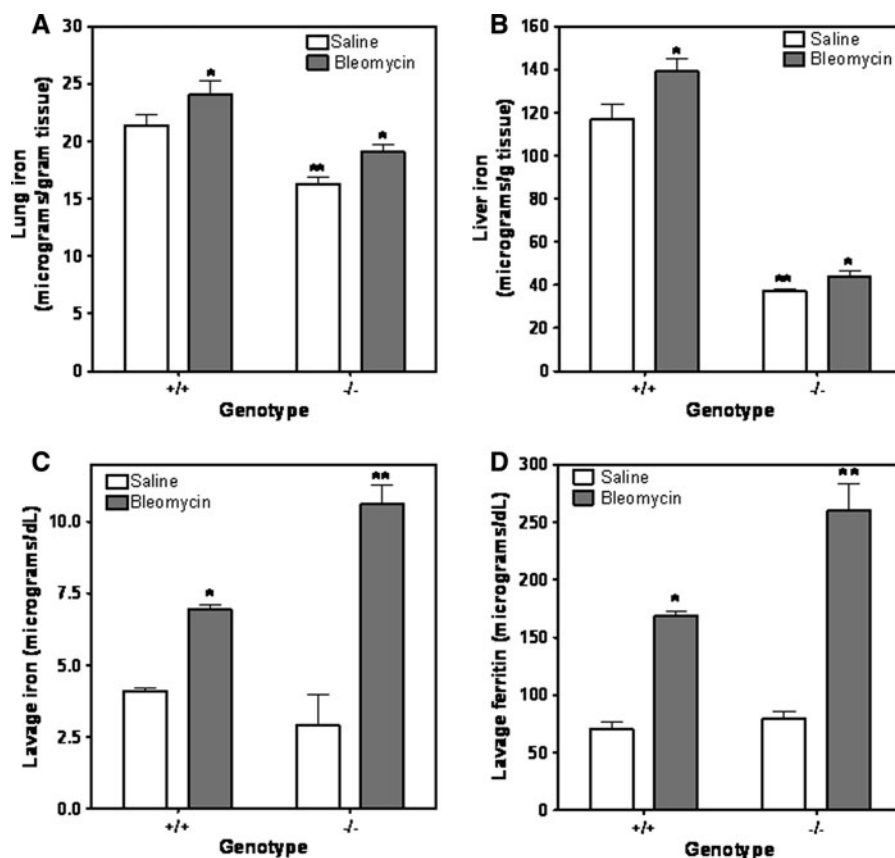 A
Lung iron
(micrograms/gram tissue)
30
25
20
15
10
5
0
Saline
Bleomycin
*
**
*
+/+
-/-
Genotype
B
Liver iron
(micrograms/g tissue)
160
140
120
100
80
60
40
20
0
Saline
Bleomycin
*
**
*
+/+
-/-
Genotype
C
Lavage iron (micrograms/dL)
10.0
7.5
5.0
2.5
0.0
Saline
Bleomycin
*
**
+/+
-/-
Genotype
D
Lavage ferritin (micrograms/dL)
300
250
200
150
100
50
0
Saline
Bleomycin
*
**
+/+
-/-
Genotype